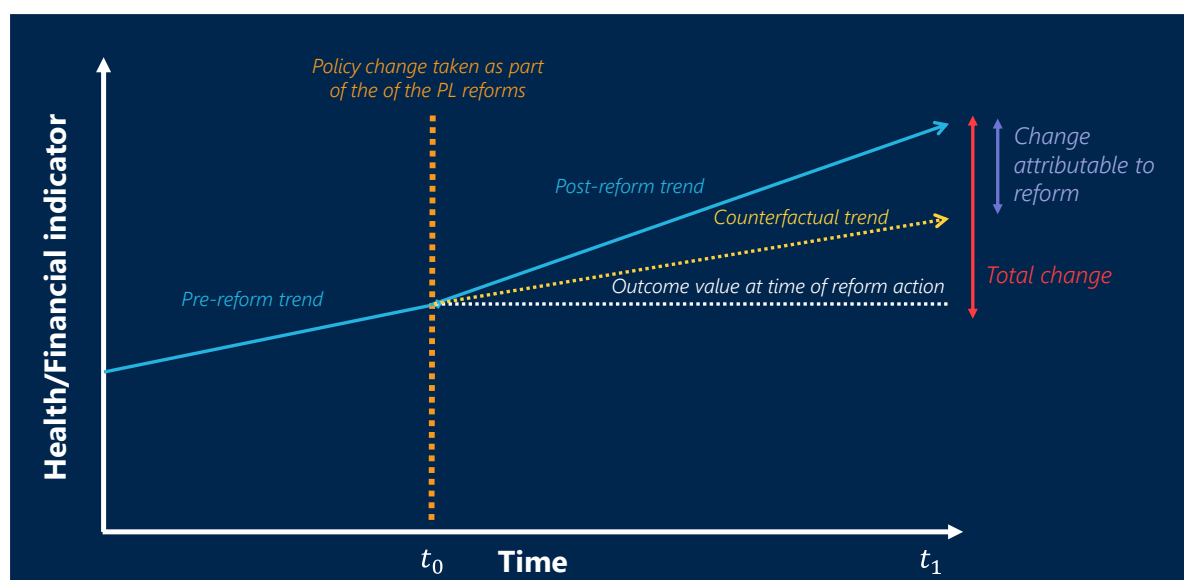 Policy change taken as part
of the of the PL reforms
Health/Financial indicator
Pre-reform trend
Post-reform trend
Counterfactual trend
Outcome value at time of reform action
Change
attributable to
reform
Total change
t₀
Time
t₁